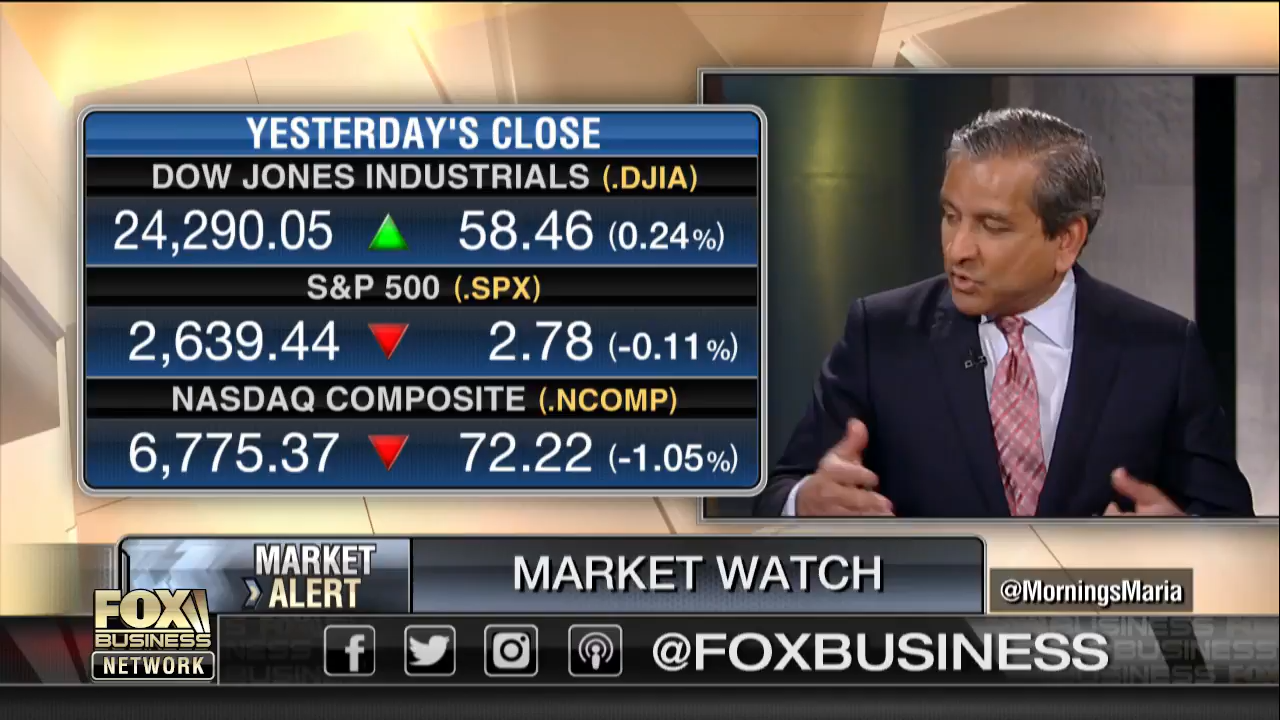 YESTERDAY'S CLOSE
DOW JONES INDUSTRIALS (.DJIA)
24,290.05 ▲ 58.46 (0.24%)
S&P 500 (.SPX)
2,639.44 ▼ 2.78 (-0.11%)
NASDAQ COMPOSITE (.NCOMP)
6,775.37 ▼ 72.22 (-1.05%)
MARKET ALERT
MARKET WATCH
@MorningsMaria
FOX
BUSINESS
NETWORK
@FOXBUSINESS